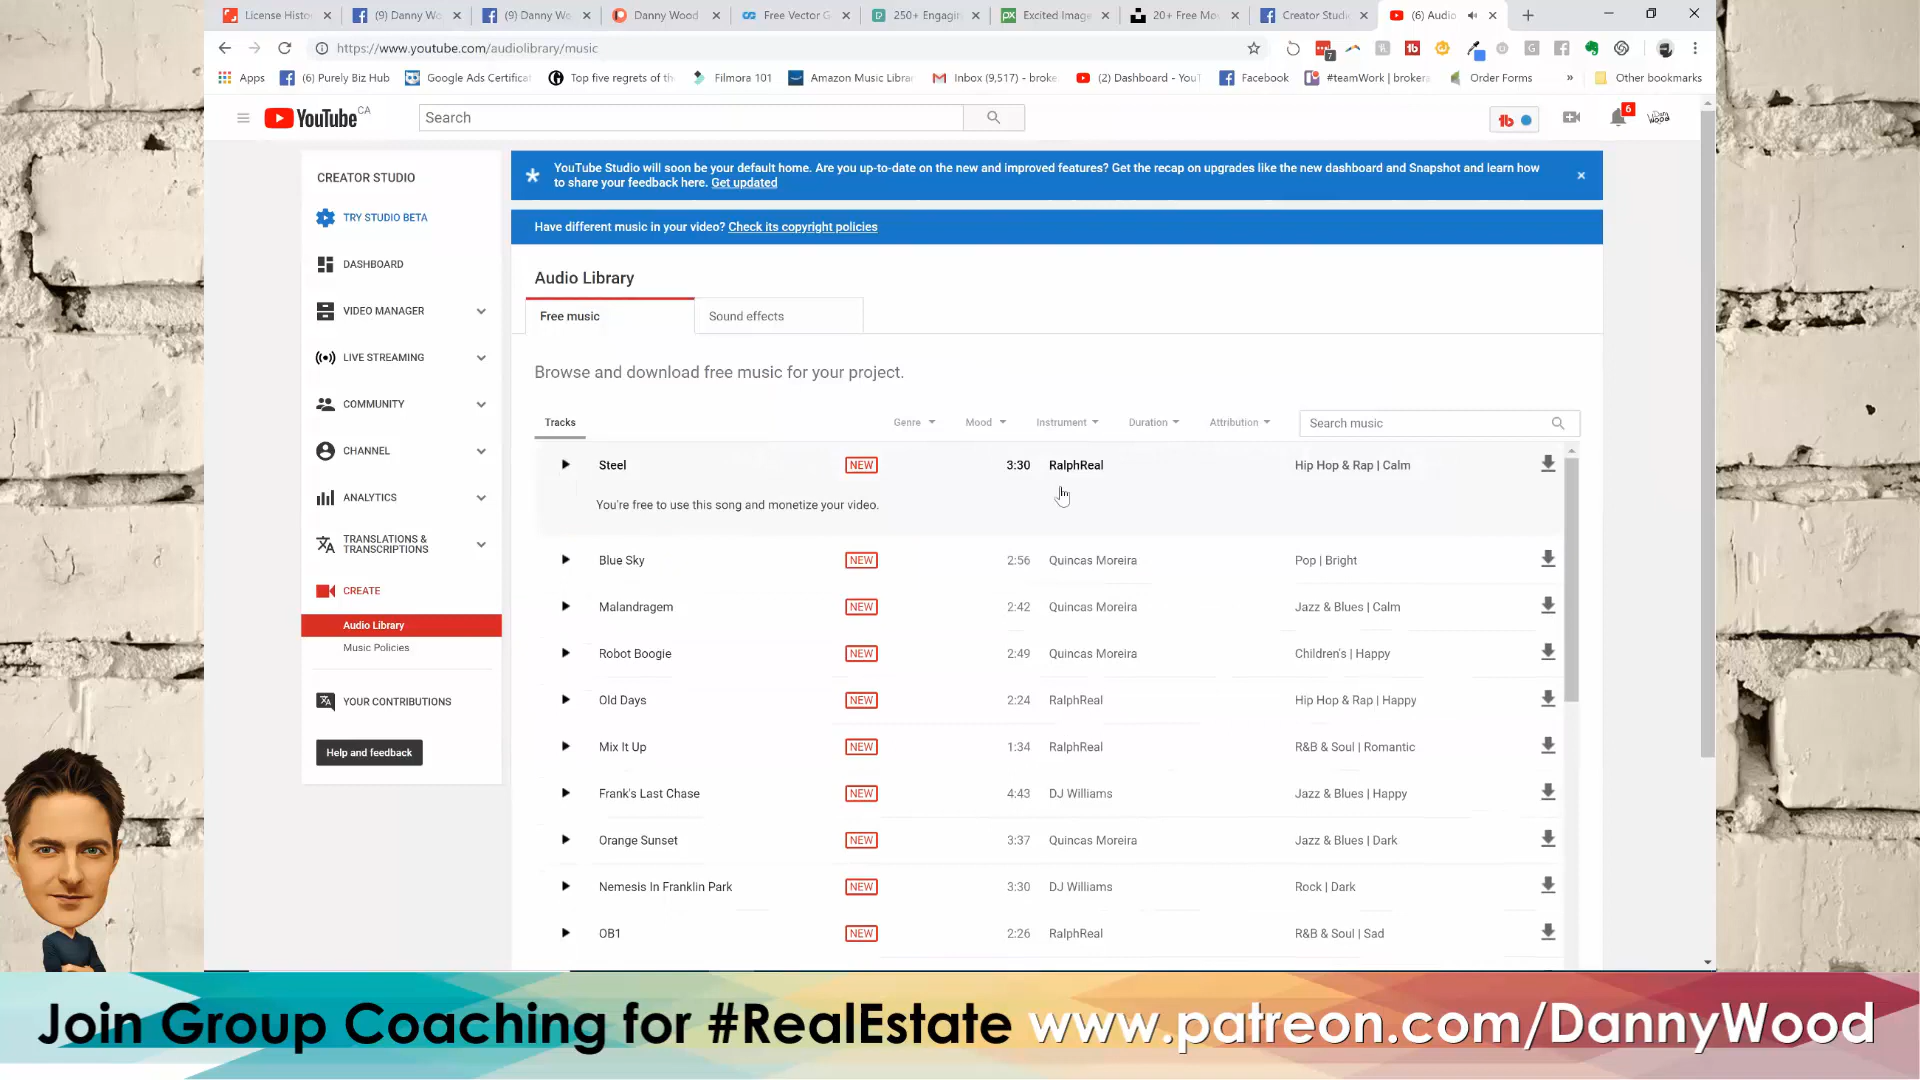 License Histo
(9) Danny Wo
(9) Danny Wo
Danny Wood
Free Vector G
250+ Engagin
Excited Image
20+ Free Mo
Creator Studi
(6) Audio
https://www.youtube.com/audiolibrary/music
7
Apps
(6) Purely Biz Hub
Google Ads Certificat
Top five regrets of th
Filmora 101
Amazon Music Librar
Inbox (9,517) - broke
(2) Dashboard - YouT
Facebook
#teamWork | brokera
Order Forms
»
Other bookmarks
YouTube CA
Search
6
CREATOR STUDIO
TRY STUDIO BETA
DASHBOARD
VIDEO MANAGER
LIVE STREAMING
COMMUNITY
CHANNEL
ANALYTICS
TRANSLATIONS &
TRANSCRIPTIONS
CREATE
Audio Library
Music Policies
YOUR CONTRIBUTIONS
Help and feedback
YouTube Studio will soon be your default home. Are you up-to-date on the new and improved features? Get the recap on upgrades like the new dashboard and Snapshot and learn how
to share your feedback here. Get updated
Have different music in your video? Check its copyright policies
Audio Library
Free music
Sound effects
Browse and download free music for your project.
Tracks Genre Mood Instrument Duration Attribution Search music
Steel NEW 3:30 RalphReal Hip Hop & Rap | Calm
You're free to use this song and monetize your video.
Blue Sky NEW 2:56 Quincas Moreira Pop | Bright
Malandragem NEW 2:42 Quincas Moreira Jazz & Blues | Calm
Robot Boogie NEW 2:49 Quincas Moreira Children's | Happy
Old Days NEW 2:24 RalphReal Hip Hop & Rap | Happy
Mix It Up NEW 1:34 RalphReal R&B & Soul | Romantic
Frank's Last Chase NEW 4:43 DJ Williams Jazz & Blues | Happy
Orange Sunset NEW 3:37 Quincas Moreira Jazz & Blues | Dark
Nemesis In Franklin Park NEW 3:30 DJ Williams Rock | Dark
OB1 NEW 2:26 RalphReal R&B & Soul | Sad
Join Group Coaching for #RealEstate www.patreon.com/DannyWood